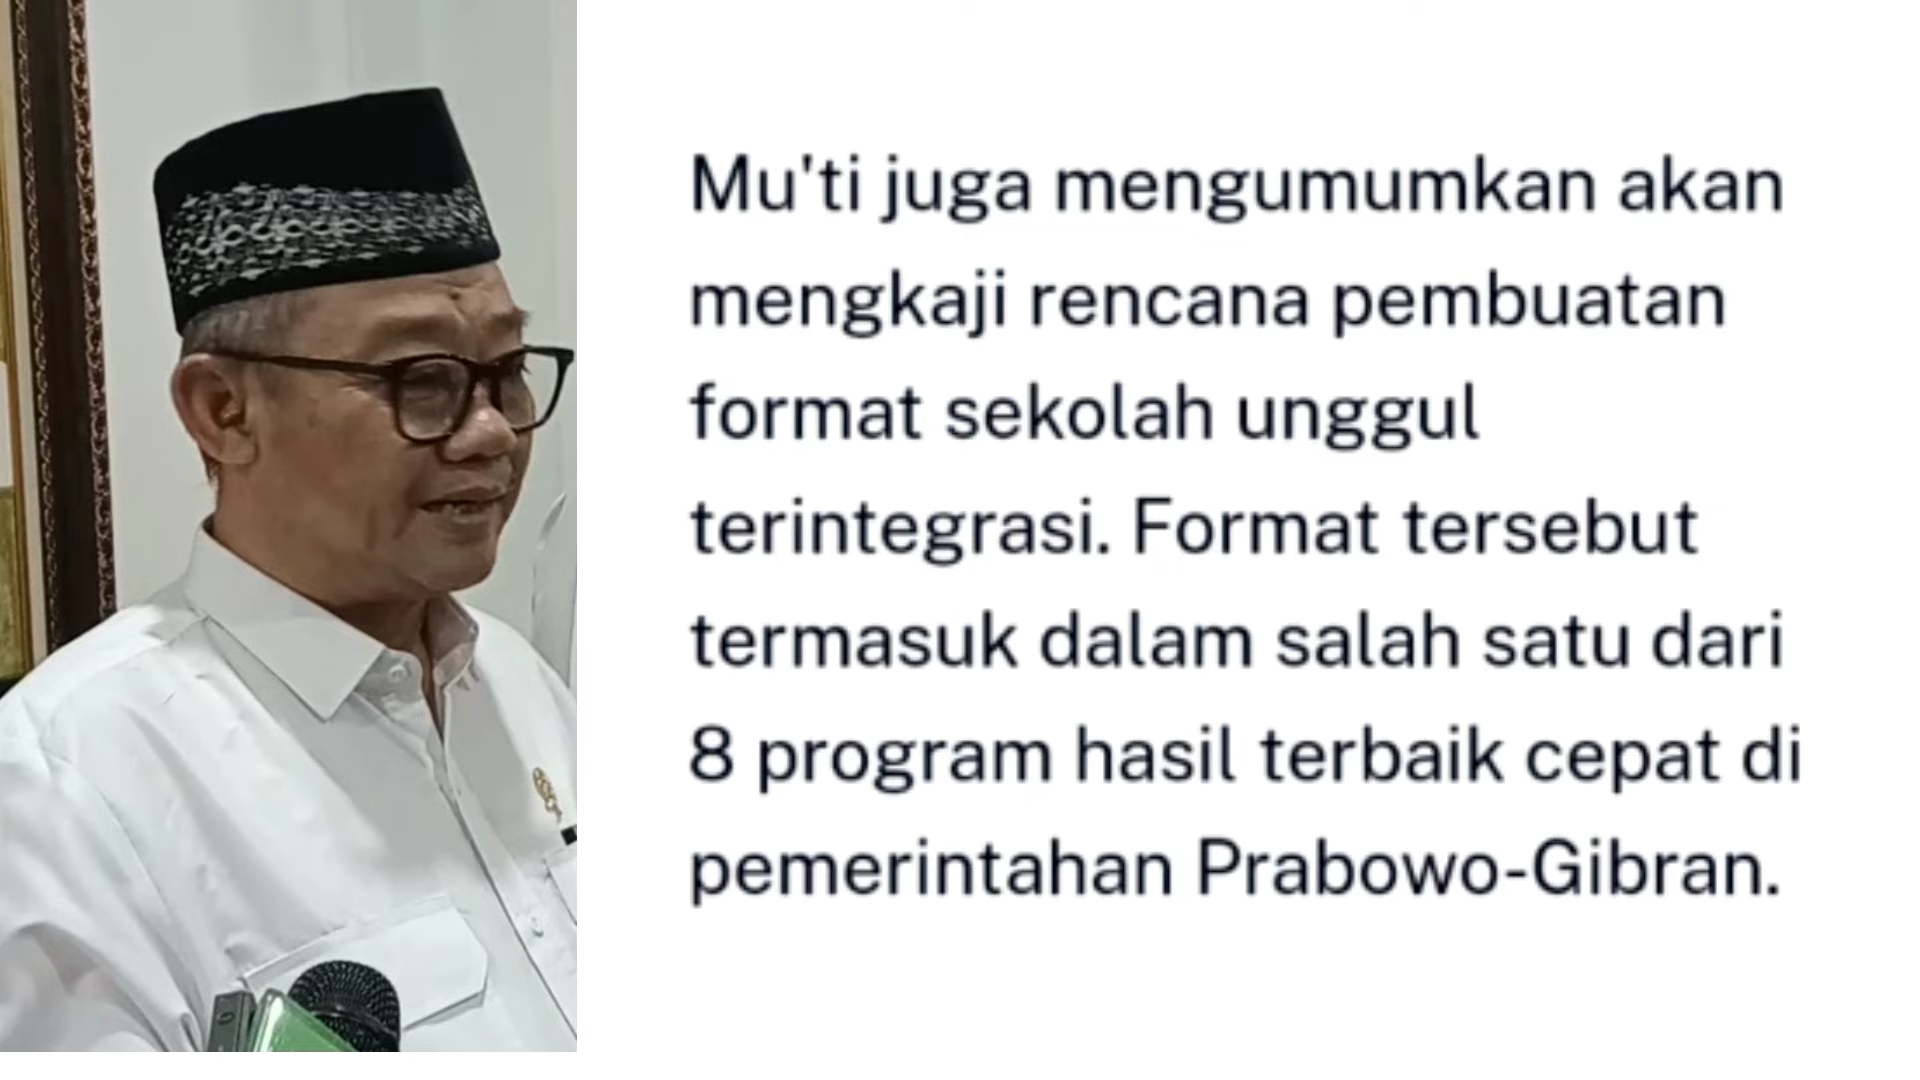 Mu'ti juga mengumumkan akan
mengkaji rencana pembuatan
format sekolah unggul
terintegrasi. Format tersebut
termasuk dalam salah satu dari
8 program hasil terbaik cepat di
pemerintahan Prabowo-Gibran.